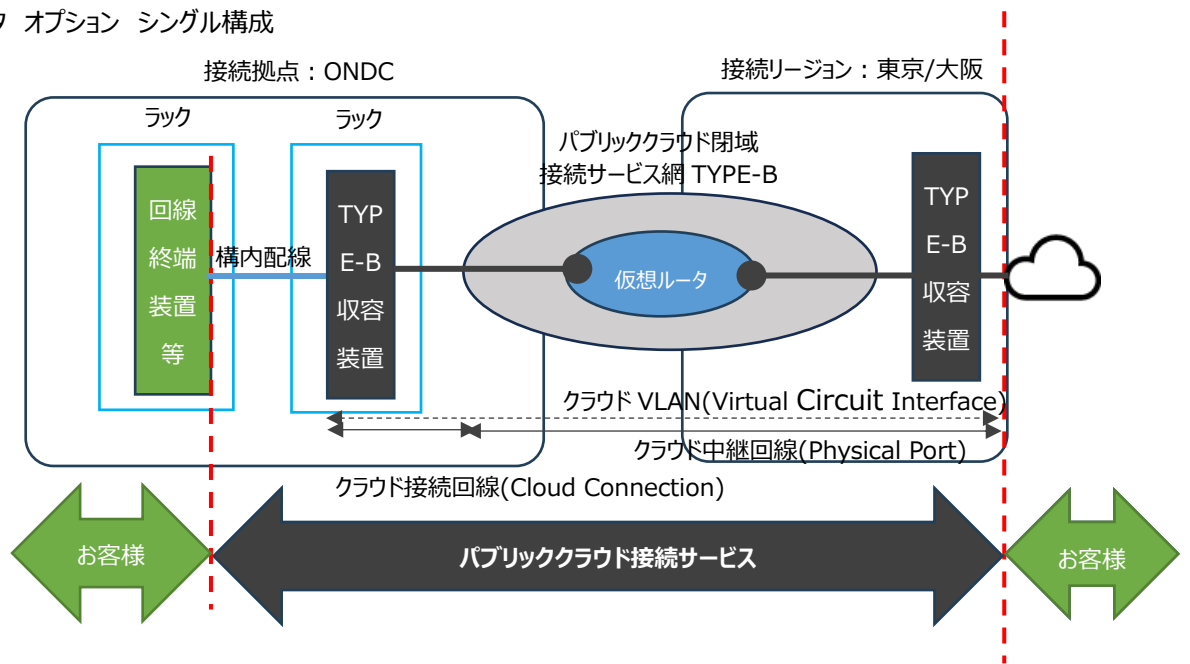 オプション シングル構成
接続拠点：ONDC
接続リージョン：東京/大阪
ラック
ラック
パブリッククラウド閉域
接続サービス網 TYPE-B
回線
終端
装置
等
構内配線
TYP
E-B
収容
装置
仮想ルータ
TYP
E-B
収容
装置
クラウド VLAN(Virtual Circuit Interface)
クラウド中継回線(Physical Port)
クラウド接続回線(Cloud Connection)
お客様
パブリッククラウド接続サービス
お客様